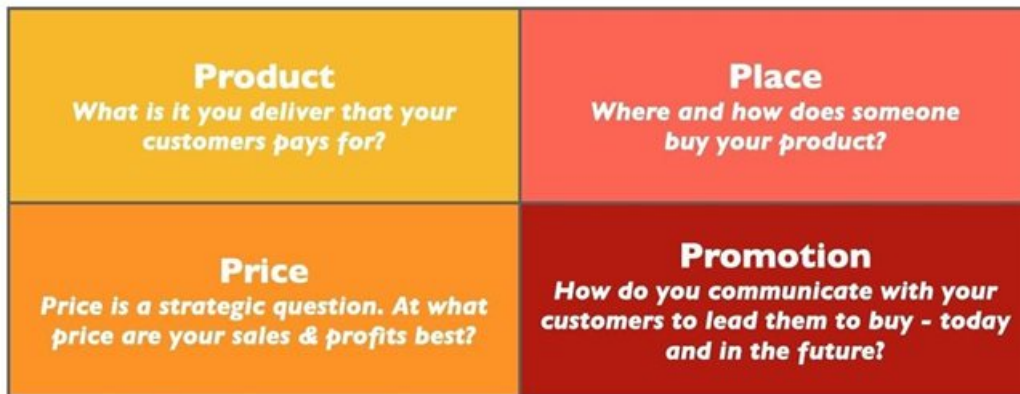 Product
What is it you deliver that your
customers pays for?
Place
Where and how does someone
buy your product?
Price
Price is a strategic question. At what
price are your sales & profits best?
Promotion
How do you communicate with your
customers to lead them to buy - today
and in the future?